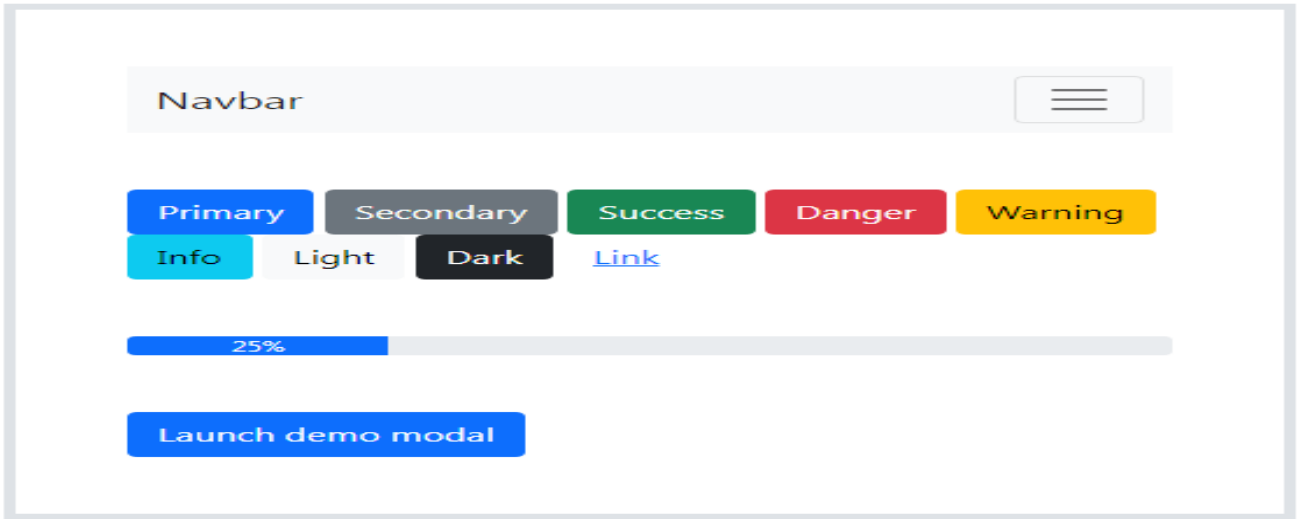 Navbar
Primary Secondary Success Danger Warning
Info Light Dark Link
25%
Launch demo modal